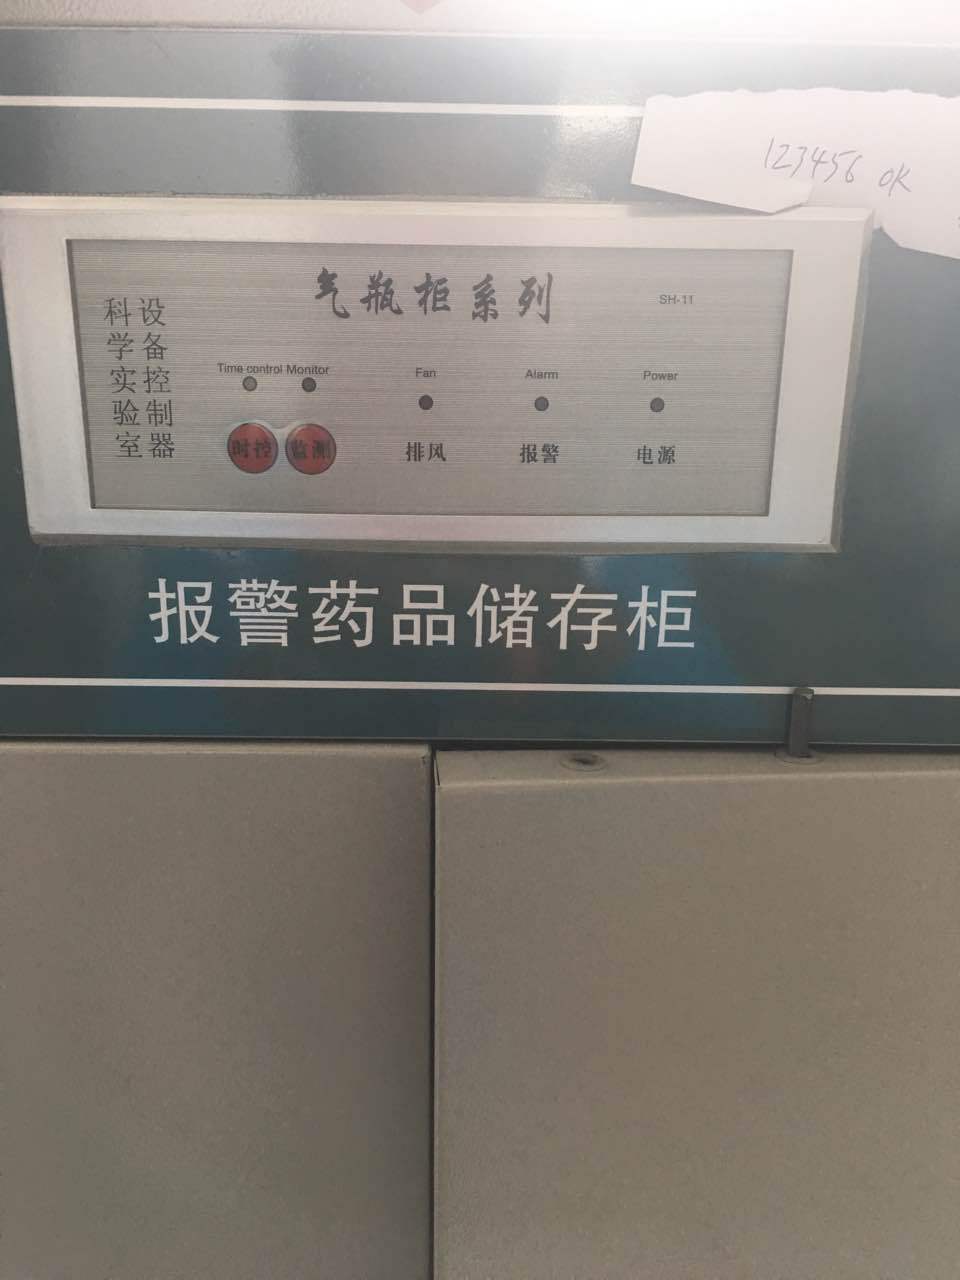 123456 OK
气瓶柜系列
SH-11
科学实验室
设备控制器
Time control Monitor
Fan
Alarm
Power
时控
监测
排风
报警
电源
报警药品储存柜